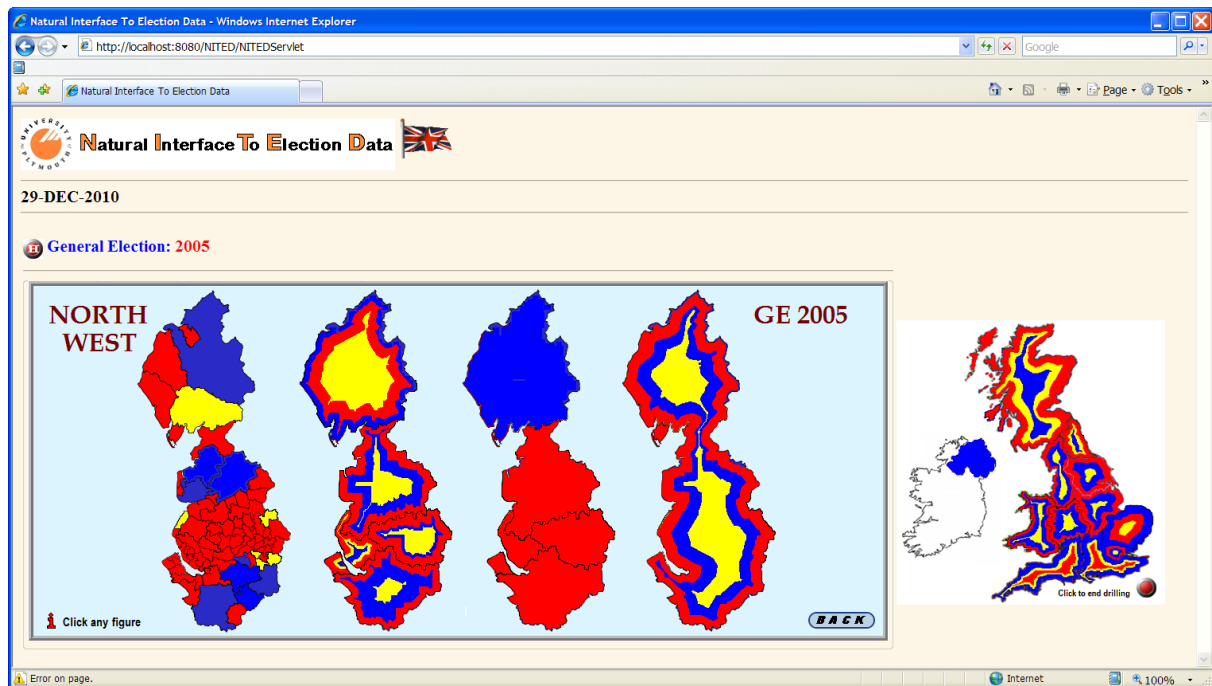 Natural Interface To Election Data - Windows Internet Explorer
http://localhost:8080/NITED/NITEDServlet
Google
Natural Interface To Election Data
Page
Tools
UNIVERSITY OF PLYMOUTH
Natural Interface To Election Data
29-DEC-2010
H General Election: 2005
NORTH WEST
GE 2005
i Click any figure
BACK
Click to end drilling
Error on page.
Internet
100%